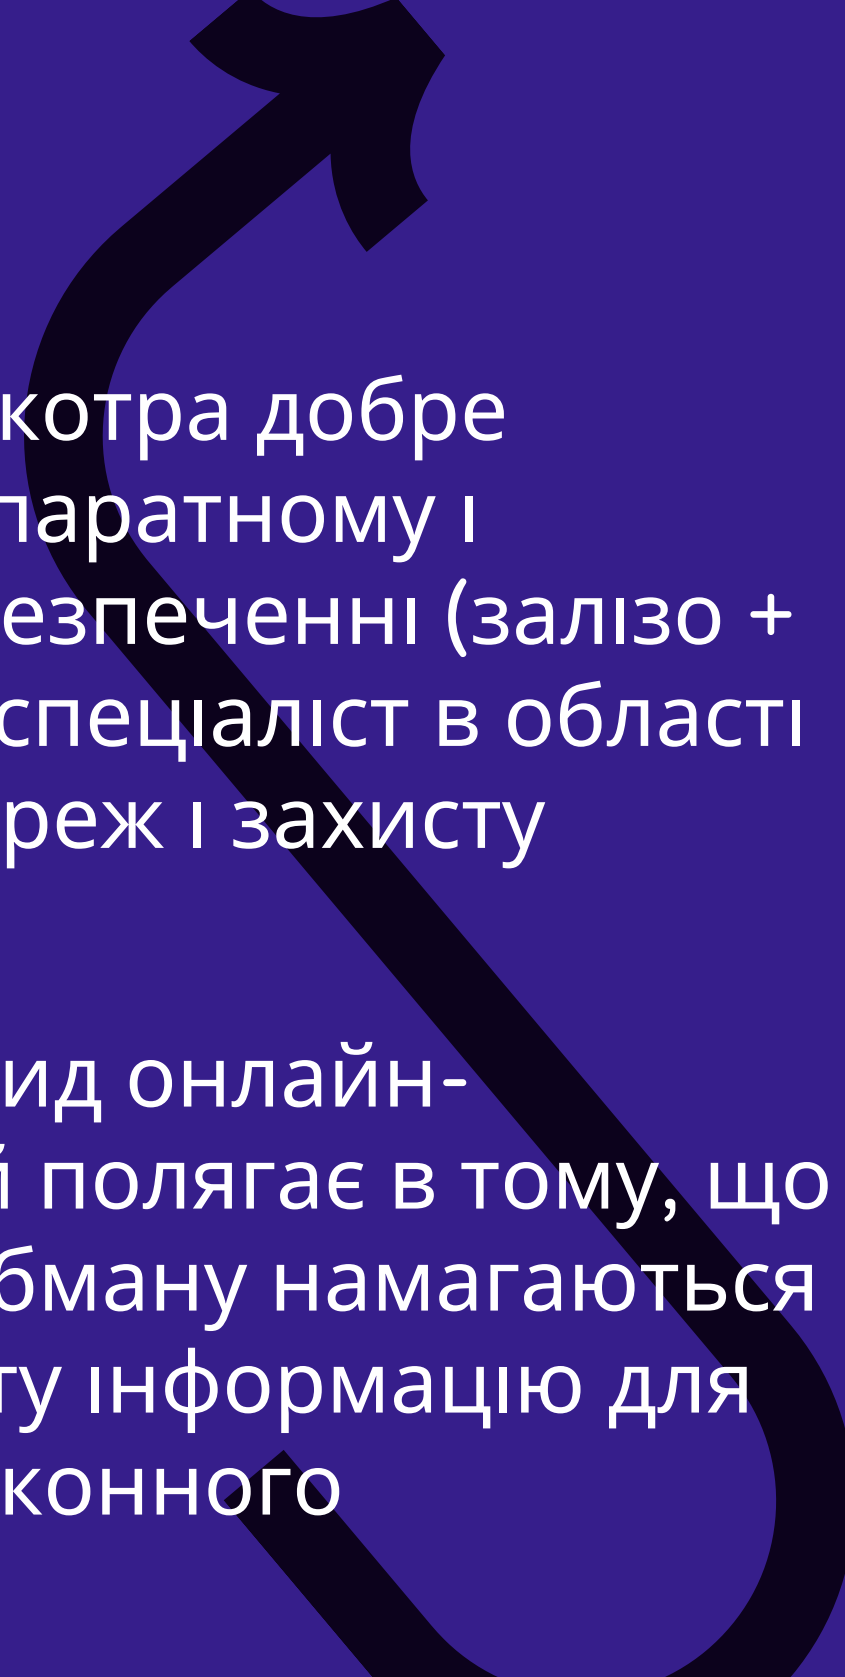 котра добре
паратному і
езпеченні (залізо +
спеціаліст в області
реж і захисту
ид онлайн-
й полягає в тому, що
бману намагаються
ту інформацію для
конного